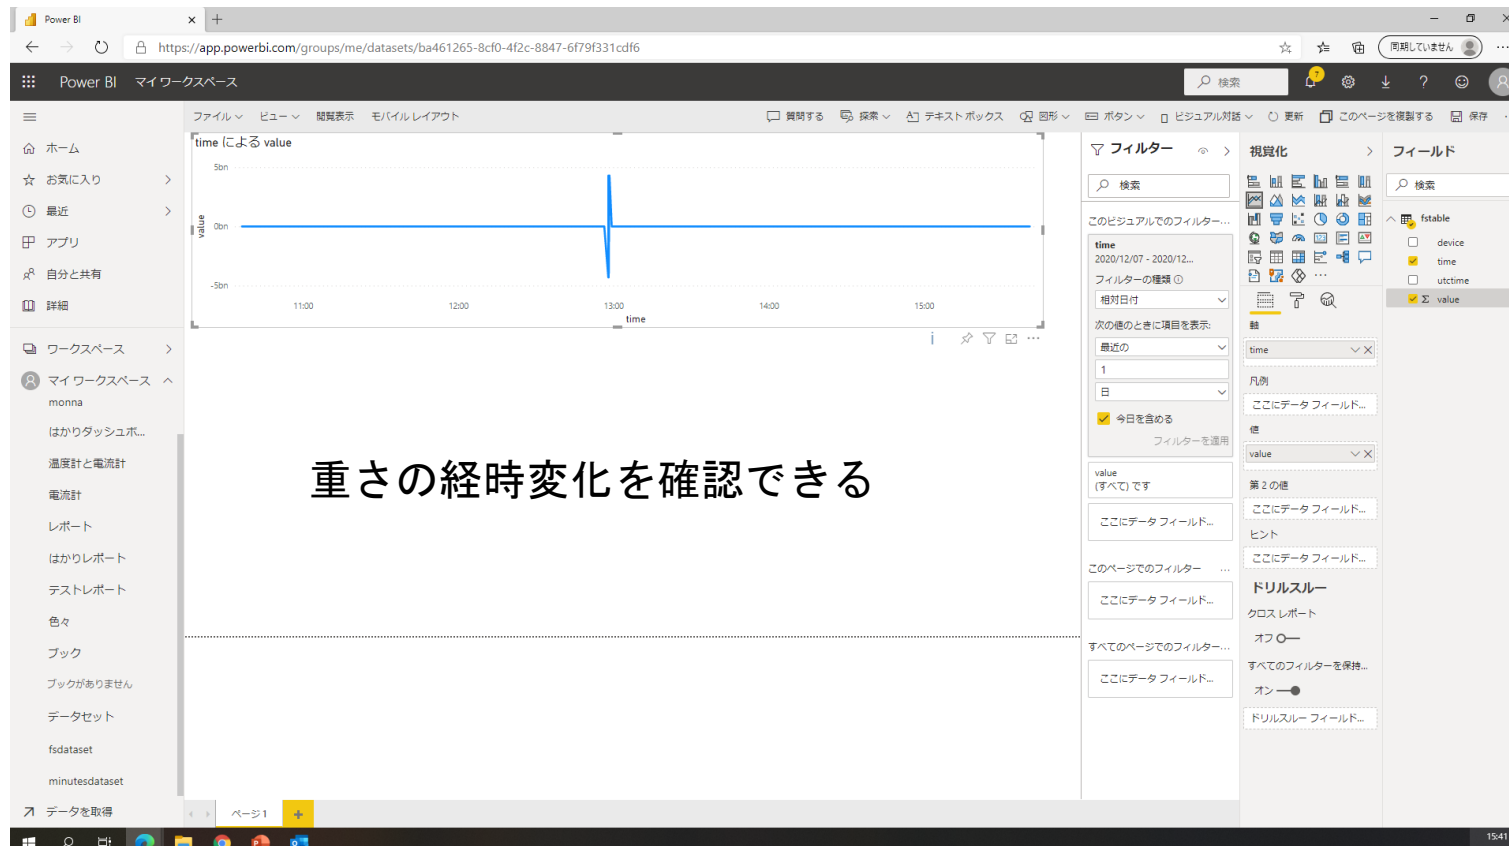 Power BI
https://app.powerbi.com/groups/me/datasets/ba461265-8cf0-4f2c-8847-6f79f331cdf6
同期していません
Power BI マイ ワークスペース
検索
7
ファイル ビュー 閲覧表示 モバイル レイアウト
質問する 探索 テキスト ボックス 図形 ボタン ビジュアル対話 更新 このページを複製する 保存
ホーム
お気に入り
最近
アプリ
自分と共有
詳細
ワークスペース
マイ ワークスペース
monna
はかりダッシュボ...
温度計と電流計
電流計
レポート
はかりレポート
テストレポート
色々
ブック
ブックがありません
データセット
fsdataset
minutesdataset
データを取得
time による value
5bn
0bn
-5bn
value
11:00 12:00 13:00 14:00 15:00
time
重さの経時変化を確認できる
ページ1
フィルター
検索
このビジュアルでのフィルター...
time
2020/12/07 - 2020/12...
フィルターの種類
相対日付
次の値のときに項目を表示:
最近の
1
日
今日を含める
フィルターを適用
value
(すべて) です
ここにデータ フィールド...
このページでのフィルター ...
ここにデータ フィールド...
すべてのページでのフィルター...
ここにデータ フィールド...
視覚化
軸
time
凡例
ここにデータ フィールド...
値
value
第 2 の値
ここにデータ フィールド...
ヒント
ここにデータ フィールド...
ドリルスルー
クロス レポート
オフ
すべてのフィルターを保持...
オン
ドリルスルー フィールド...
フィールド
検索
fstable
device
time
utctime
Σ value
15:41